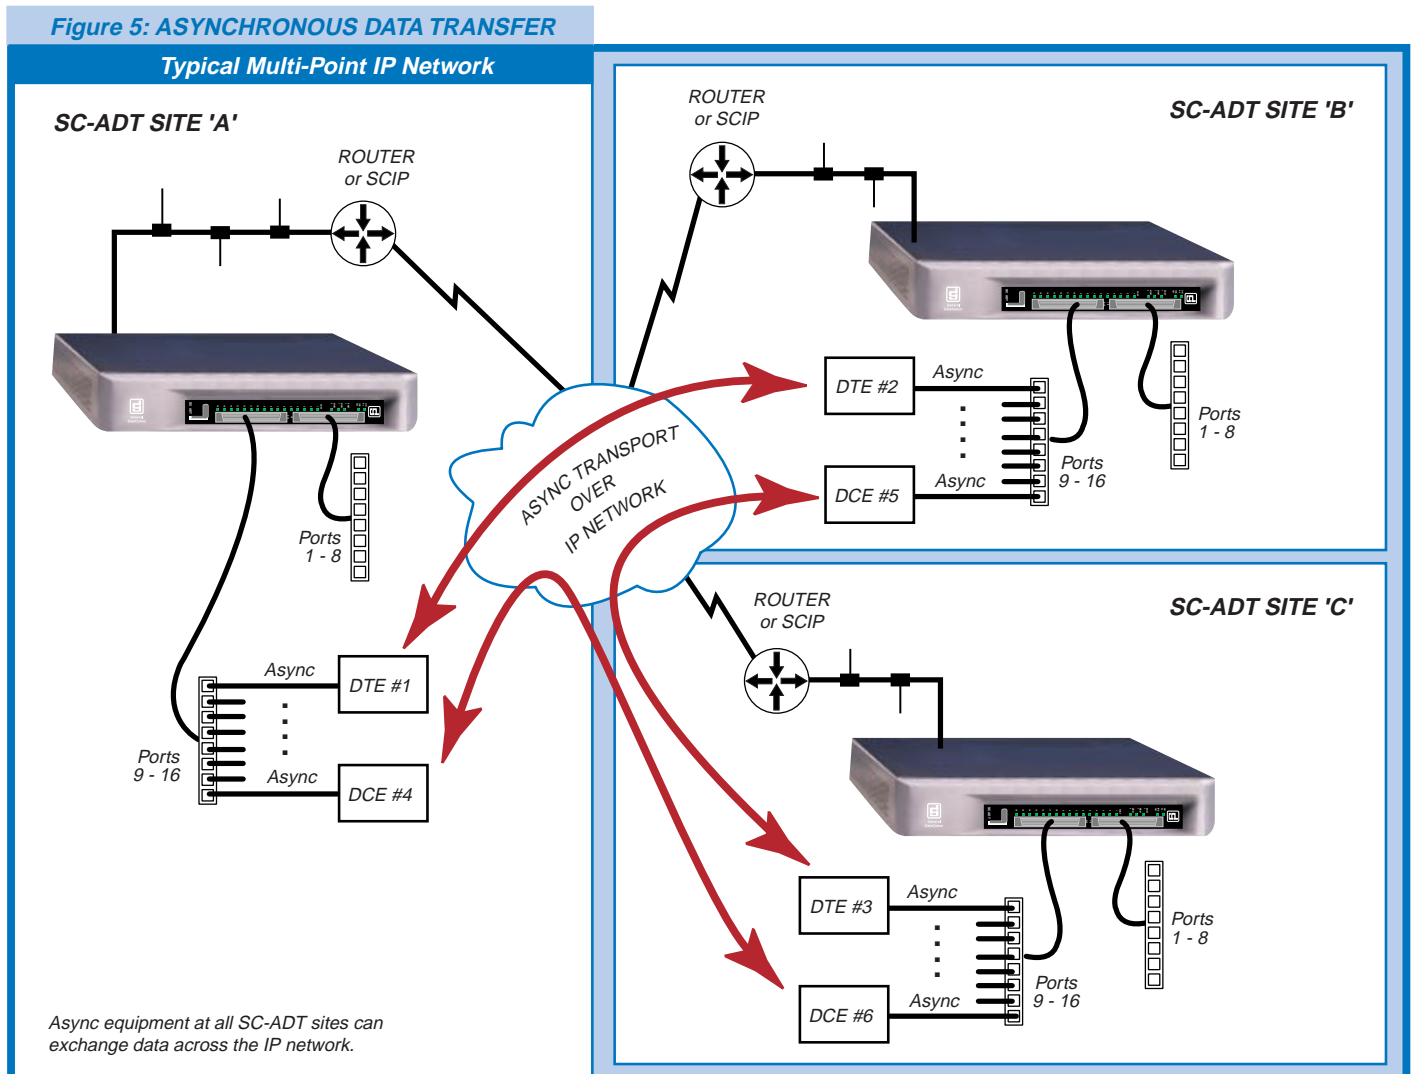 Figure 5: ASYNCHRONOUS DATA TRANSFER
Typical Multi-Point IP Network
SC-ADT SITE 'A'
ROUTER
or SCIP
Ports
1 - 8
Async
DTE #1
Ports
9 - 16
Async
DCE #4
Async equipment at all SC-ADT sites can
exchange data across the IP network.
ASYNC TRANSPORT
OVER
IP NETWORK
SC-ADT SITE 'B'
ROUTER
or SCIP
DTE #2
Async
Ports
1 - 8
Ports
9 - 16
DCE #5
Async
SC-ADT SITE 'C'
ROUTER
or SCIP
DTE #3
Async
Ports
1 - 8
Ports
9 - 16
DCE #6
Async